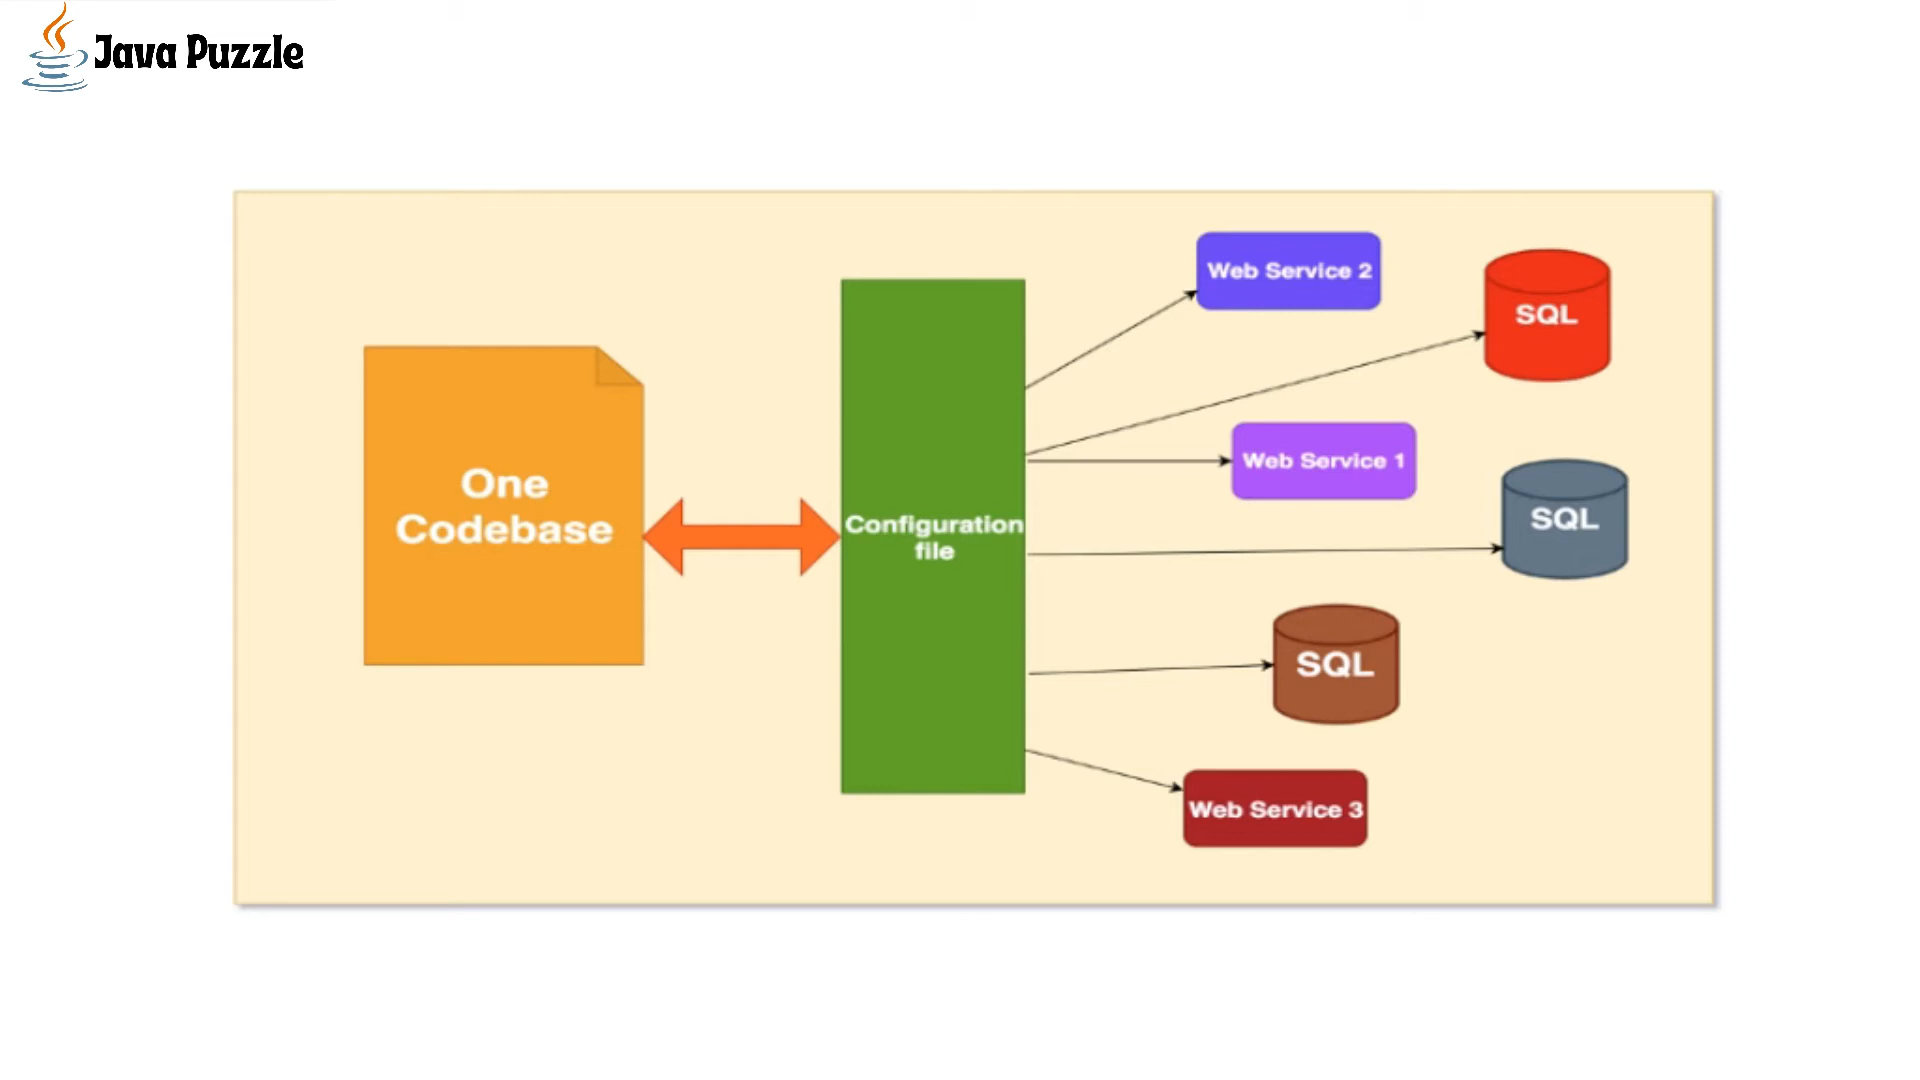 Java Puzzle
One
Codebase
Configuration
file
Web Service 2
SQL
Web Service 1
SQL
SQL
Web Service 3